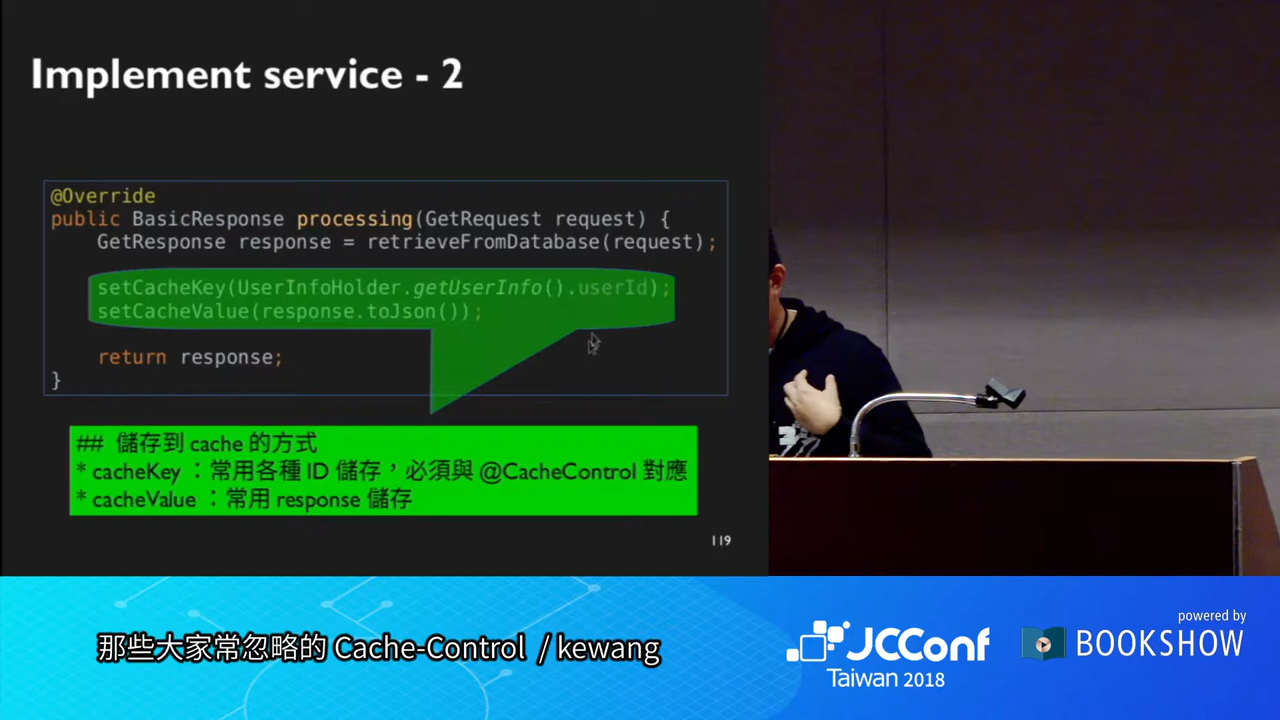 Implement service - 2
@Override
public BasicResponse processing(GetRequest request) {
GetResponse response = retrieveFromDatabase(request);
setCacheKey(UserInfoHolder.getUserInfo().userId);
setCacheValue(response.toJson());
return response;
}
## 儲存到 cache 的方式
* cacheKey ：常用各種 ID 儲存，必須與 @CacheControl 對應
* cacheValue ：常用 response 儲存
119
那些大家常忽略的 Cache-Control / kewang
JCConf
Taiwan 2018
powered by
BOOKSHOW